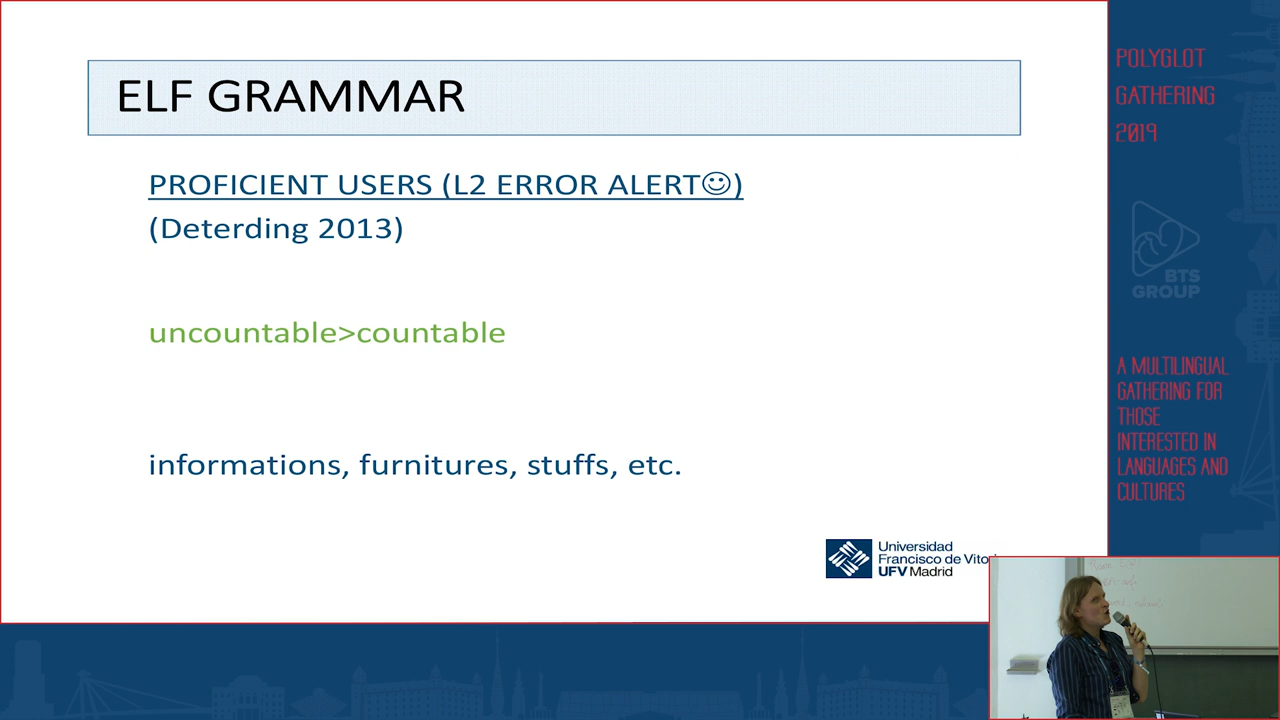 ELF GRAMMAR
PROFICIENT USERS (L2 ERROR ALERT☺)
(Deterding 2013)
uncountable>countable
informations, furnitures, stuffs, etc.
Universidad
Francisco de Vitori
UFV Madrid
POLYGLOT
GATHERING
2019
BTS
GROUP
A MULTILINGUAL
GATHERING FOR
THOSE
INTERESTED IN
LANGUAGES AND
CULTURES